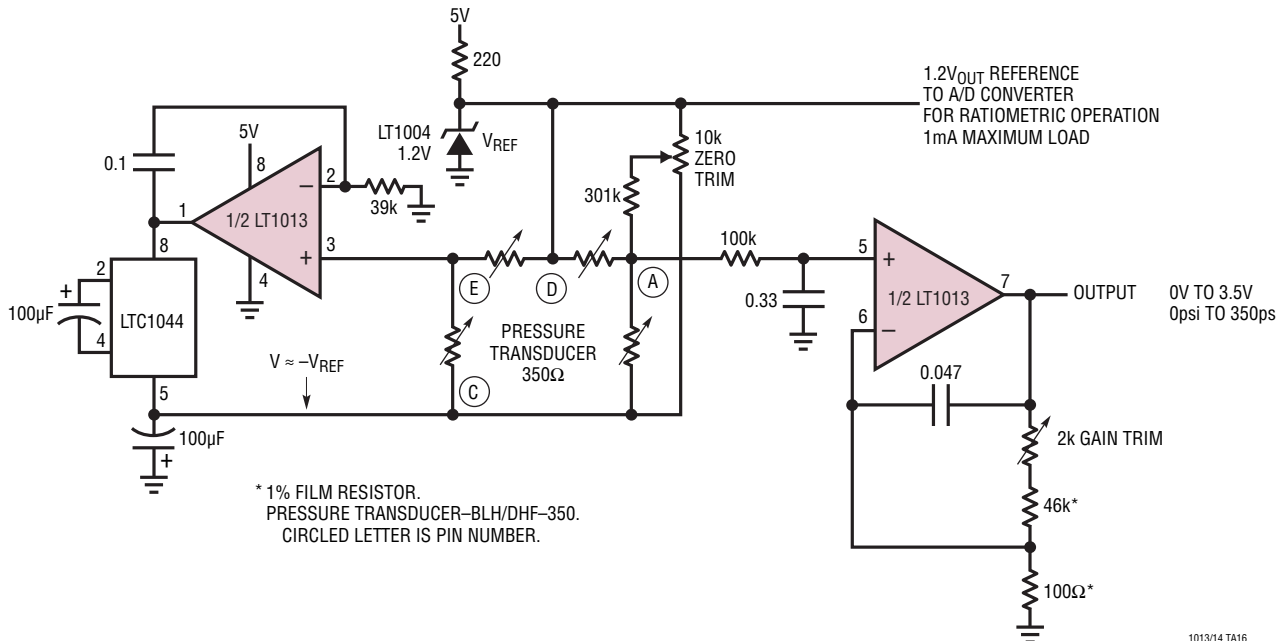 5V
220
1.2VOUT REFERENCE
TO A/D CONVERTER
FOR RATIOMETRIC OPERATION
1mA MAXIMUM LOAD
LT1004
1.2V
VREF
10k
ZERO
TRIM
5V
8
0.1
2
−
39k
301k
1
1/2 LT1013
+
3
4
100k
5
+
1/2 LT1013
7
OUTPUT
0V TO 3.5V
0psi TO 350ps
6
−
0.33
E
D
A
8
2
100µF
+
4
LTC1044
5
PRESSURE
TRANSDUCER
350Ω
V ≈ –VREF
C
0.047
2k GAIN TRIM
100µF
+
46k*
* 1% FILM RESISTOR.
PRESSURE TRANSDUCER–BLH/DHF–350.
CIRCLED LETTER IS PIN NUMBER.
100Ω*
1013/14 TA16